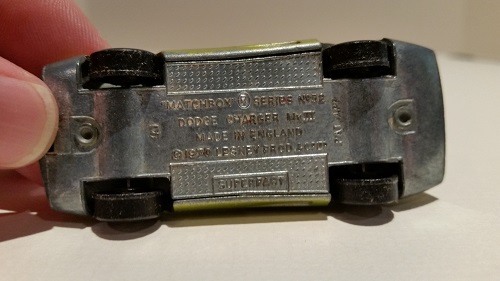 "MATCHBOX" ® SERIES Nº52
DODGE CHARGER MK III
MADE IN ENGLAND
© 1970 LESNEY PROD & CO LTD
SUPERFAST